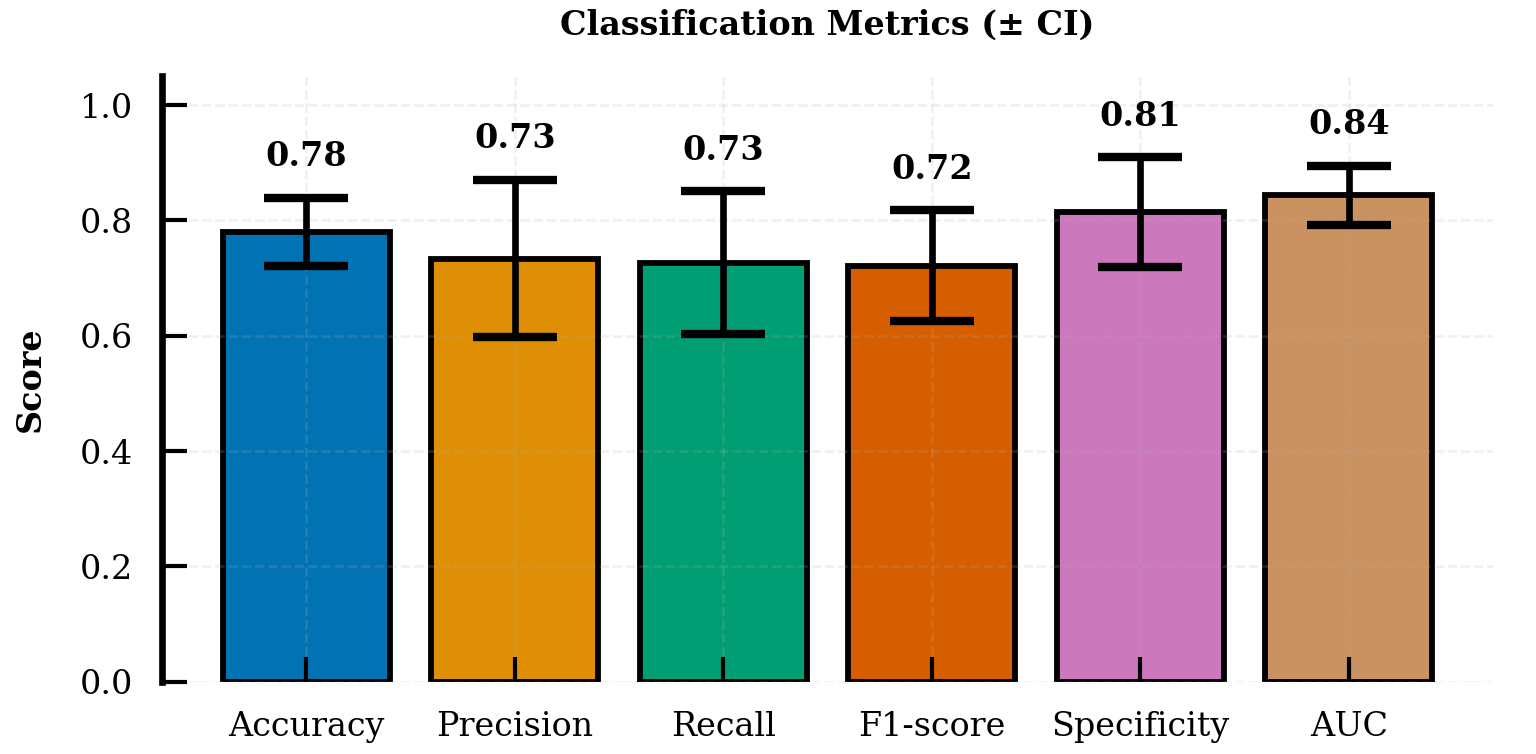 Classification Metrics (± CI)
Score
1.0
0.8
0.6
0.4
0.2
0.0
0.78
0.73
0.73
0.72
0.81
0.84
Accuracy
Precision
Recall
F1-score
Specificity
AUC